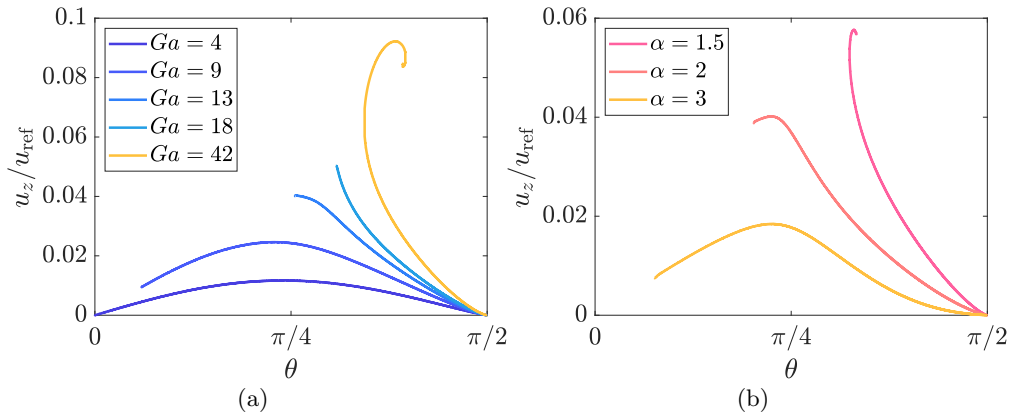 0.1
0.08
0.06
0.04
0.02
0
u_z/u_ref
Ga = 4
Ga = 9
Ga = 13
Ga = 18
Ga = 42
0
π/4
π/2
θ
(a)
0.06
0.04
0.02
0
u_z/u_ref
α = 1.5
α = 2
α = 3
0
π/4
π/2
θ
(b)